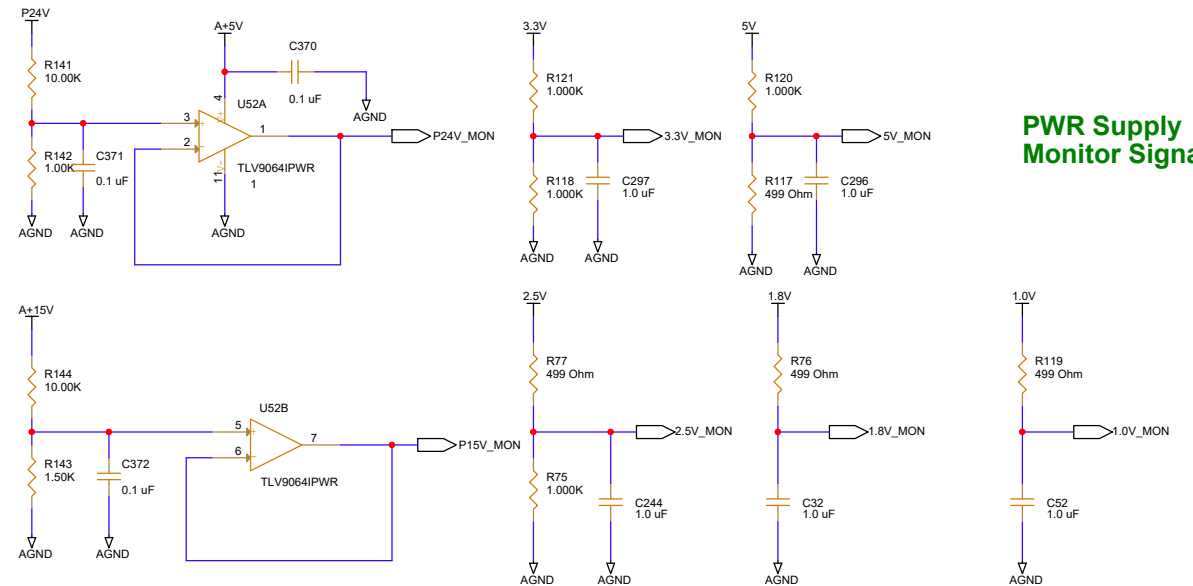 P24V
R141
10.00K
R142
1.00K
C371
0.1 uF
AGND
AGND
A+5V
C370
0.1 uF
AGND
U52A
4
V+
3
+
2
-
1
11
V-
TLV9064IPWR
1
AGND
P24V_MON
3.3V
R121
1.000K
3.3V_MON
R118
1.000K
C297
1.0 uF
AGND
AGND
5V
R120
1.000K
5V_MON
R117
499 Ohm
C296
1.0 uF
AGND
AGND
PWR Supply
Monitor Signa
A+15V
R144
10.00K
R143
1.50K
C372
0.1 uF
AGND
AGND
U52B
5
+
6
-
7
TLV9064IPWR
P15V_MON
2.5V
R77
499 Ohm
2.5V_MON
R75
1.000K
C244
1.0 uF
AGND
AGND
1.8V
R76
499 Ohm
1.8V_MON
C32
1.0 uF
AGND
1.0V
R119
499 Ohm
1.0V_MON
C52
1.0 uF
AGND